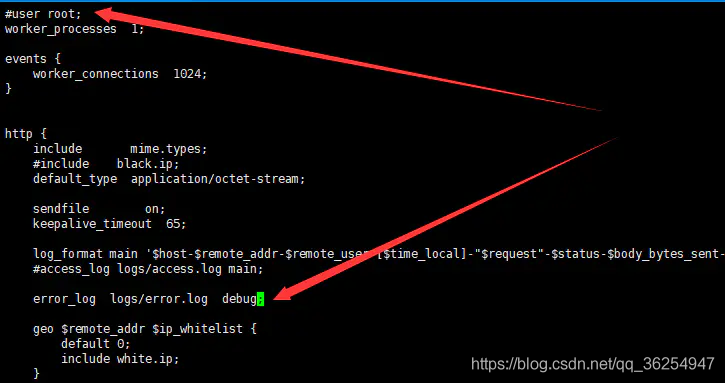 #user root;
worker_processes  1;
events {
    worker_connections  1024;
}
http {
    include       mime.types;
    #include    black.ip;
    default_type  application/octet-stream;
    sendfile        on;
    keepalive_timeout  65;
    log_format main '$host-$remote_addr-$remote_user-[$time_local]-"$request"-$status-$body_bytes_sent-
    #access_log logs/access.log main;
    error_log  logs/error.log  debug;
    geo $remote_addr $ip_whitelist {
        default 0;
        include white.ip;
    }
https://blog.csdn.net/qq_36254947